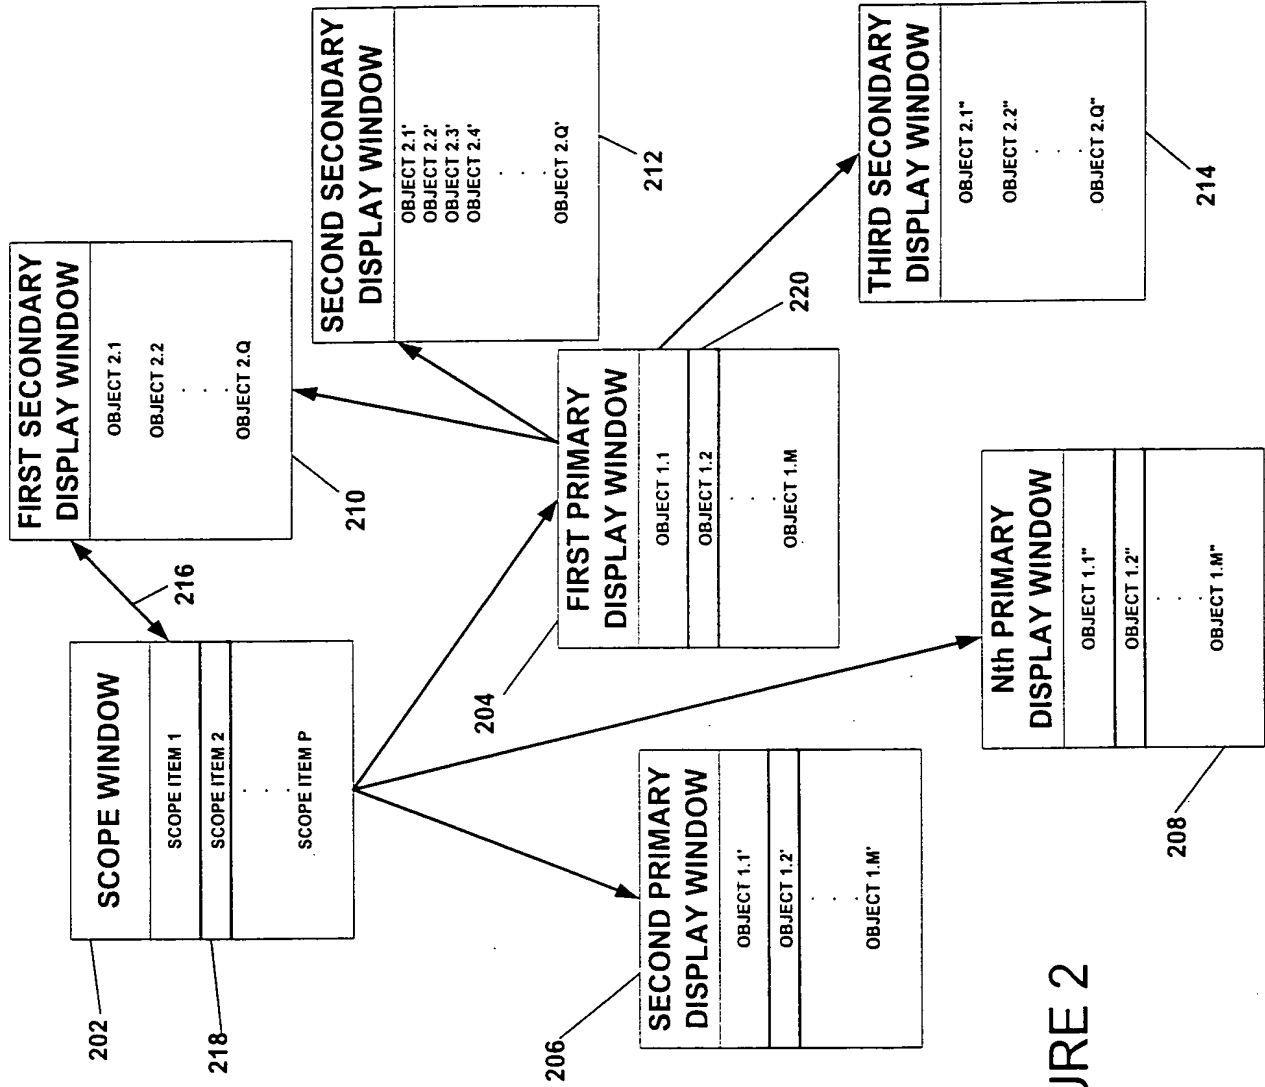 202
SCOPE WINDOW
SCOPE ITEM 1
SCOPE ITEM 2
. . .
SCOPE ITEM P
218
216
FIRST SECONDARY
DISPLAY WINDOW
OBJECT 2.1
OBJECT 2.2
. . .
OBJECT 2.Q
210
206
SECOND PRIMARY
DISPLAY WINDOW
OBJECT 1.1'
OBJECT 1.2'
. . .
OBJECT 1.M'
204
FIRST PRIMARY
DISPLAY WINDOW
OBJECT 1.1
OBJECT 1.2
. . .
OBJECT 1.M
220
SECOND SECONDARY
DISPLAY WINDOW
OBJECT 2.1'
OBJECT 2.2'
OBJECT 2.3'
OBJECT 2.4'
. . .
OBJECT 2.Q'
212
Nth PRIMARY
DISPLAY WINDOW
OBJECT 1.1"
OBJECT 1.2"
. . .
OBJECT 1.M"
208
THIRD SECONDARY
DISPLAY WINDOW
OBJECT 2.1"
OBJECT 2.2"
. . .
OBJECT 2.Q"
214
URE 2